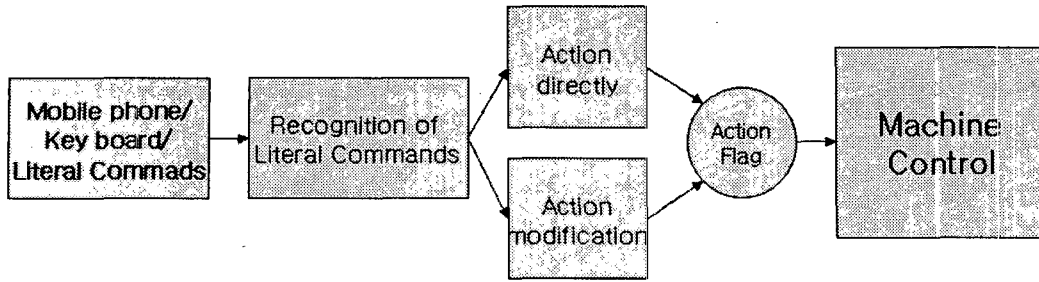 Mobile phone/
Key board/
Literal Commads
Recognition of
Literal Commands
Action
directly
Action
modification
Action
Flag
Machine
Control